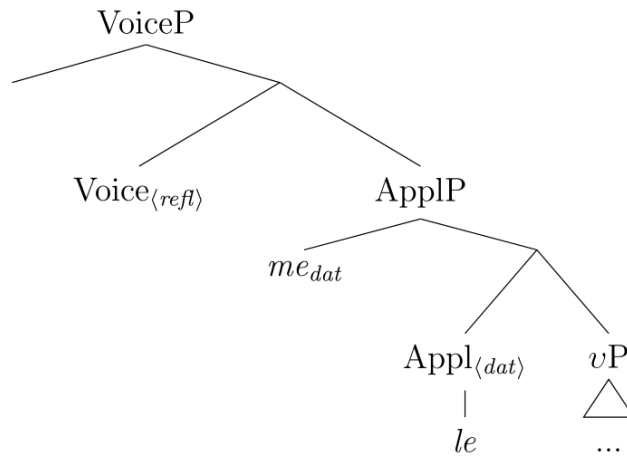 VoiceP
Voice⟨refl⟩ ApplP
me_dat
Appl⟨dat⟩ vP
le ...